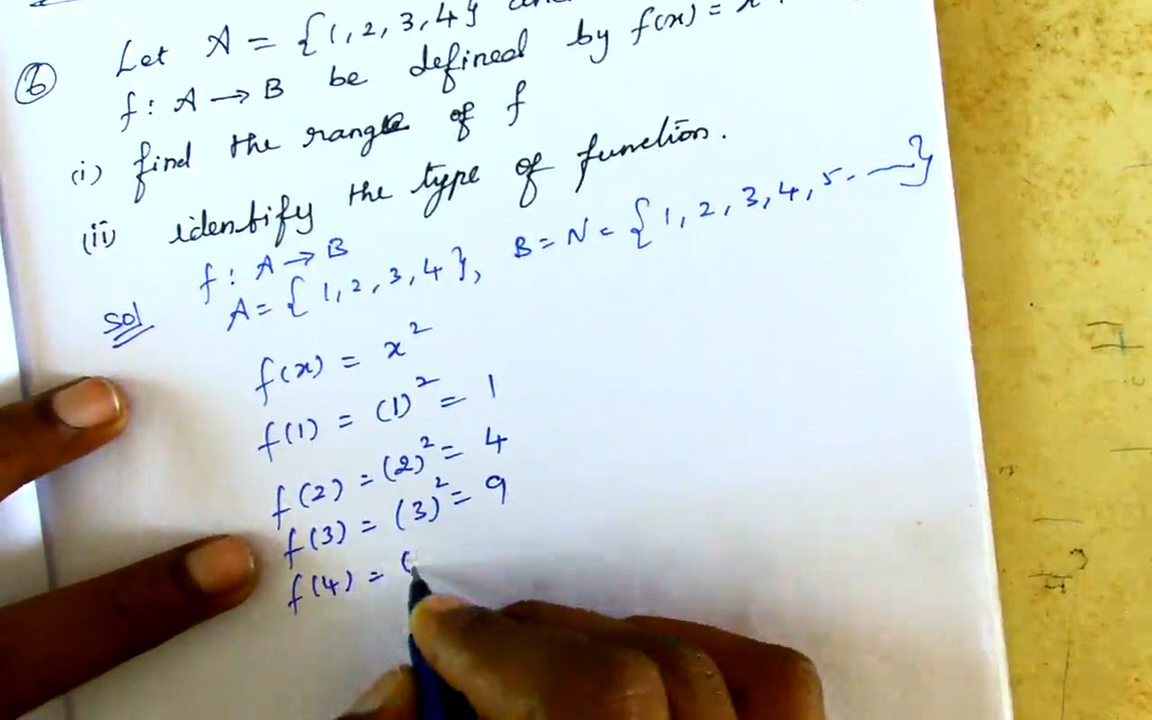 6 Let A = {1, 2, 3, 4}
f : A → B be defined by f(x) =
(i) find the range of f
(ii) identify the type of function.
f : A → B
Sol A = {1, 2, 3, 4}, B = N = {1, 2, 3, 4, 5. —}
f(x) = x²
f(1) = (1)² = 1
f(2) = (2)² = 4
f(3) = (3)² = 9
f(4) = (